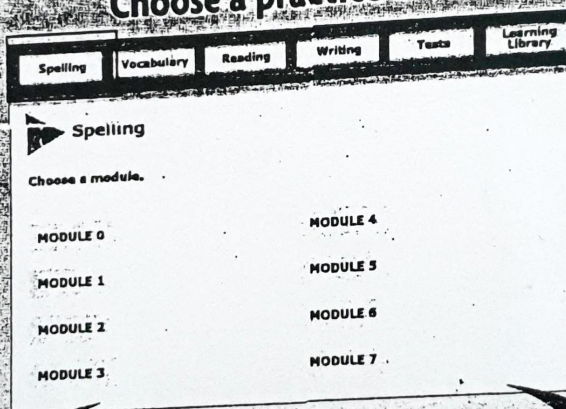 Choose a
Spelling Vocabulary Reading Writing Tests Learning Library
Spelling
Choose a module.
MODULE 0
MODULE 1
MODULE 2
MODULE 3
MODULE 4
MODULE 5
MODULE 6
MODULE 7